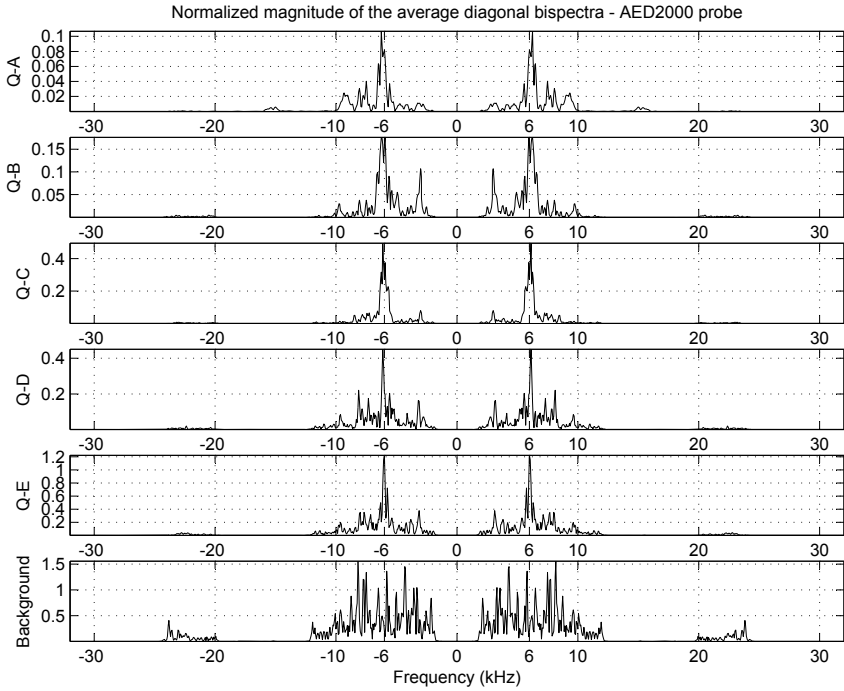 Normalized magnitude of the average diagonal bispectra - AED2000 probe
Q-A
0.1
0.08
0.06
0.04
0.02
-30 -20 -10 -6 0 6 10 20 30
Q-B
0.15
0.1
0.05
-30 -20 -10 -6 0 6 10 20 30
Q-C
0.4
0.2
-30 -20 -10 -6 0 6 10 20 30
Q-D
0.4
0.2
-30 -20 -10 -6 0 6 10 20 30
Q-E
1.2
1
0.8
0.6
0.4
0.2
-30 -20 -10 -6 0 6 10 20 30
Background
1.5
1
0.5
-30 -20 -10 -6 0 6 10 20 30
Frequency (kHz)